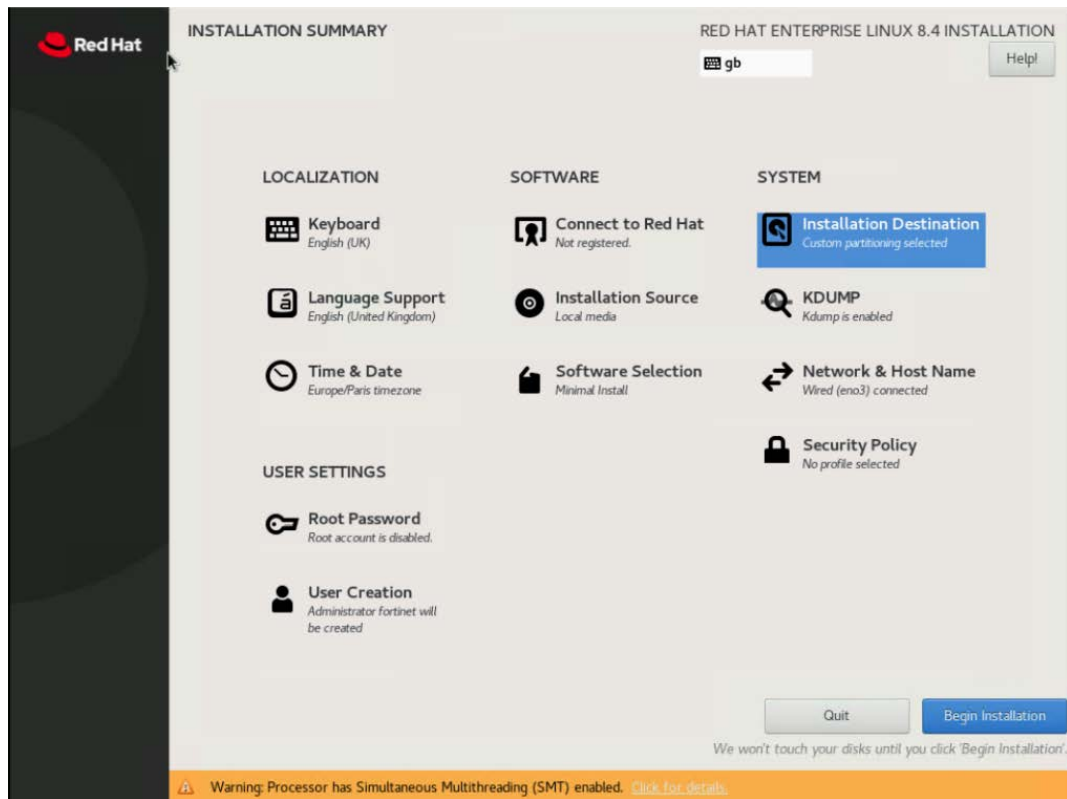 Red Hat
INSTALLATION SUMMARY
RED HAT ENTERPRISE LINUX 8.4 INSTALLATION
gb
Help!
LOCALIZATION
Keyboard
English (UK)
Language Support
English (United Kingdom)
Time & Date
Europe/Paris timezone
SOFTWARE
Connect to Red Hat
Not registered.
Installation Source
Local media
Software Selection
Minimal Install
SYSTEM
Installation Destination
Custom partitioning selected
KDUMP
Kdump is enabled
Network & Host Name
Wired (eno3) connected
Security Policy
No profile selected
USER SETTINGS
Root Password
Root account is disabled.
User Creation
Administrator fortinet will
be created
Quit
Begin Installation
We won't touch your disks until you click 'Begin Installation'.
Warning: Processor has Simultaneous Multithreading (SMT) enabled. Click for details.